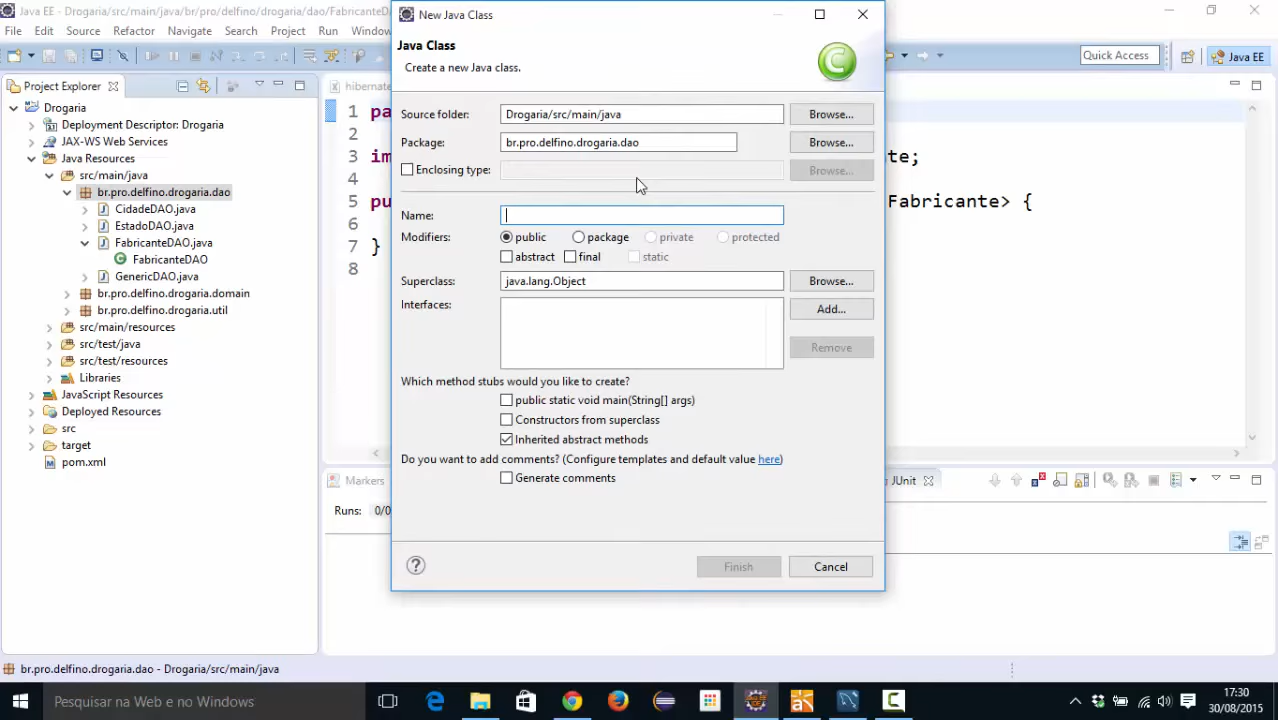 Java EE - Drogaria/src/main/java/br/pro/delfino/drogaria/dao/FabricanteD
New Java Class
File Edit Source Refactor Navigate Search Project Run Window
Java Class
Create a new Java class.
Quick Access
Java EE
Project Explorer
hibernate
Source folder:
Drogaria/src/main/java
Browse...
Package:
br.pro.delfino.drogaria.dao
Browse...
Enclosing type:
Browse...
Name:
Modifiers:
public
package
private
protected
abstract
final
static
Superclass:
java.lang.Object
Browse...
Interfaces:
Add...
Remove
Which method stubs would you like to create?
public static void main(String[] args)
Constructors from superclass
Inherited abstract methods
Do you want to add comments? (Configure templates and default value here)
Generate comments
Finish
Cancel
Drogaria
Deployment Descriptor: Drogaria
JAX-WS Web Services
Java Resources
src/main/java
br.pro.delfino.drogaria.dao
CidadeDAO.java
EstadoDAO.java
FabricanteDAO.java
FabricanteDAO
GenericDAO.java
br.pro.delfino.drogaria.domain
br.pro.delfino.drogaria.util
src/main/resources
src/test/java
src/test/resources
Libraries
JavaScript Resources
Deployed Resources
src
target
pom.xml
1 pa
2
3 im te;
4
5 pu Fabricante> {
6
7 }
8
Markers
JUnit
Runs: 0/0
br.pro.delfino.drogaria.dao - Drogaria/src/main/java
Pesquisar na Web e no Windows
17:30
30/08/2015